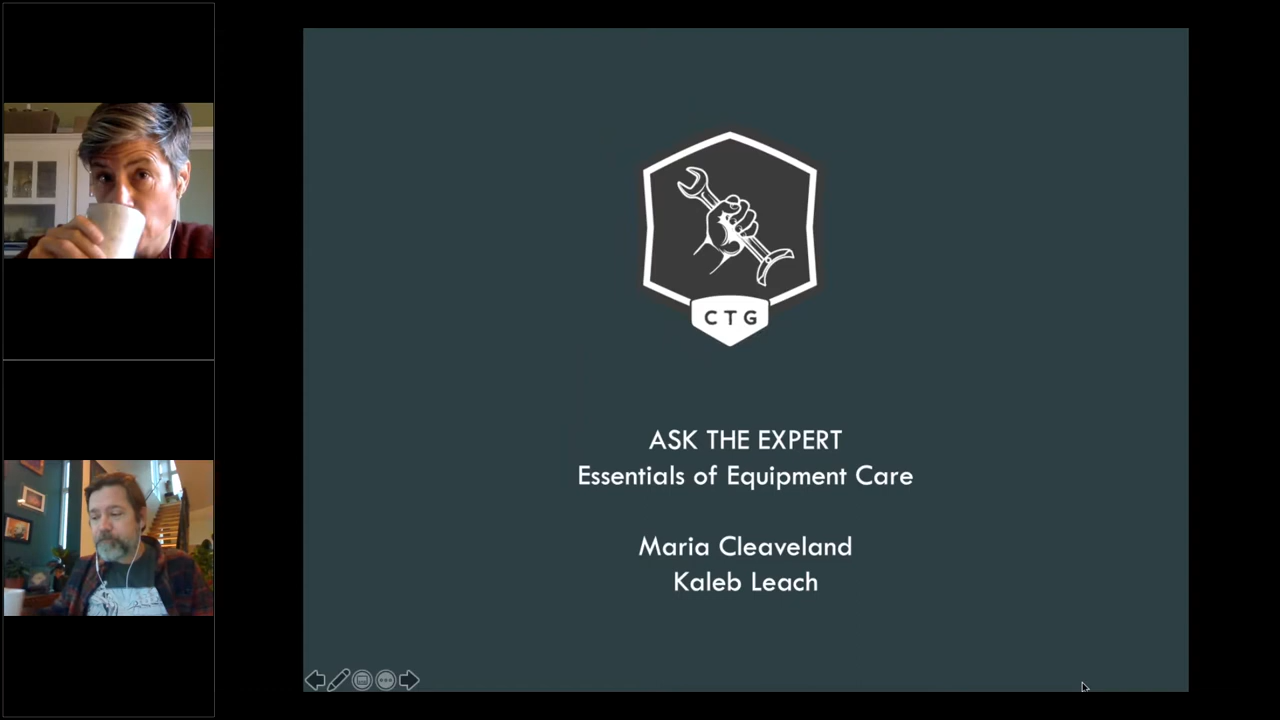 CTG
ASK THE EXPERT
Essentials of Equipment Care
Maria Cleaveland
Kaleb Leach